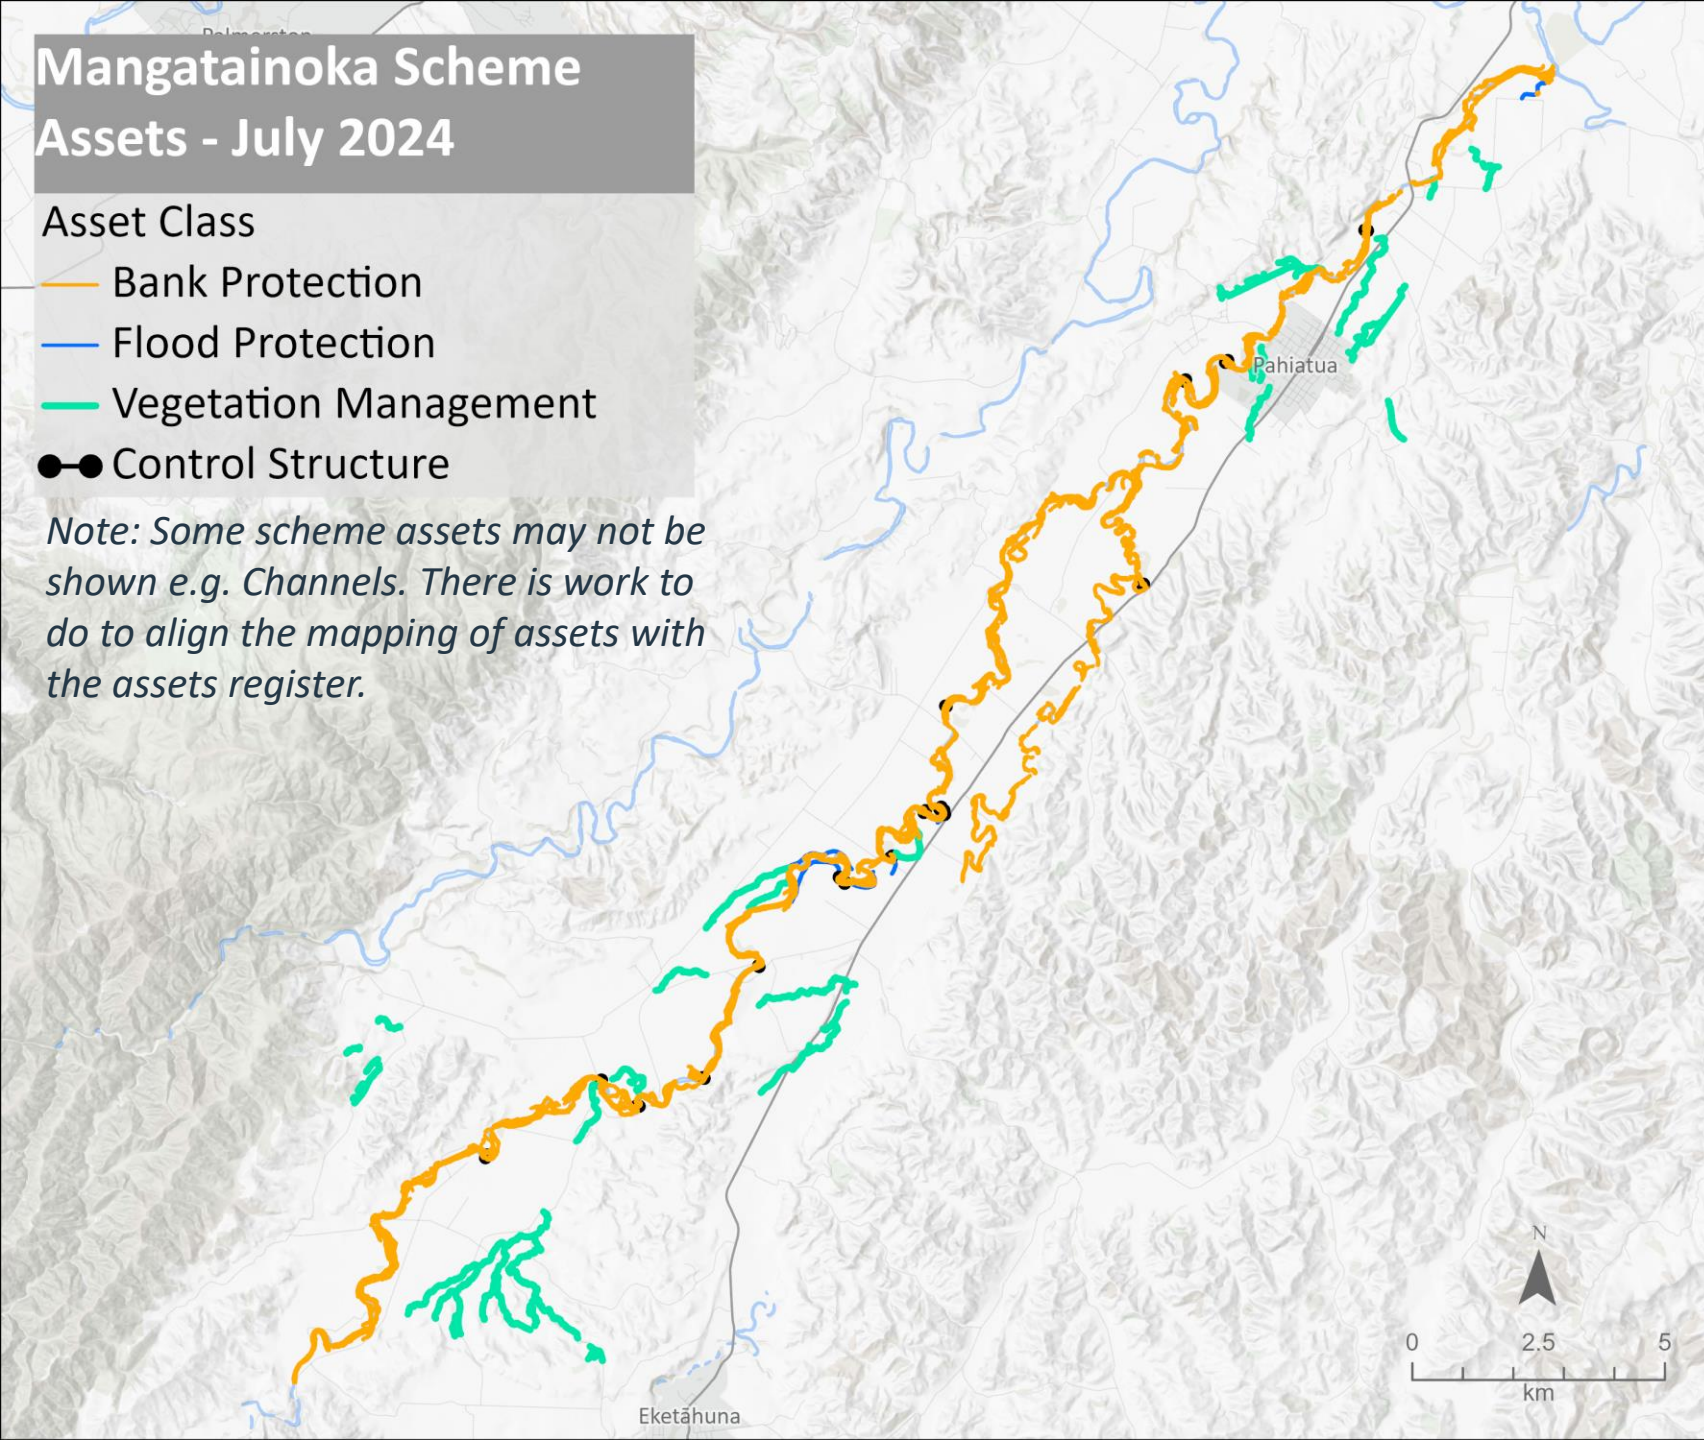 Palmerston
Mangatainoka Scheme
Assets - July 2024
Asset Class
Bank Protection
Flood Protection
Vegetation Management
Control Structure
Note: Some scheme assets may not be
shown e.g. Channels. There is work to
do to align the mapping of assets with
the assets register.
Pahiatua
N
0 2.5 5
km
Eketāhuna